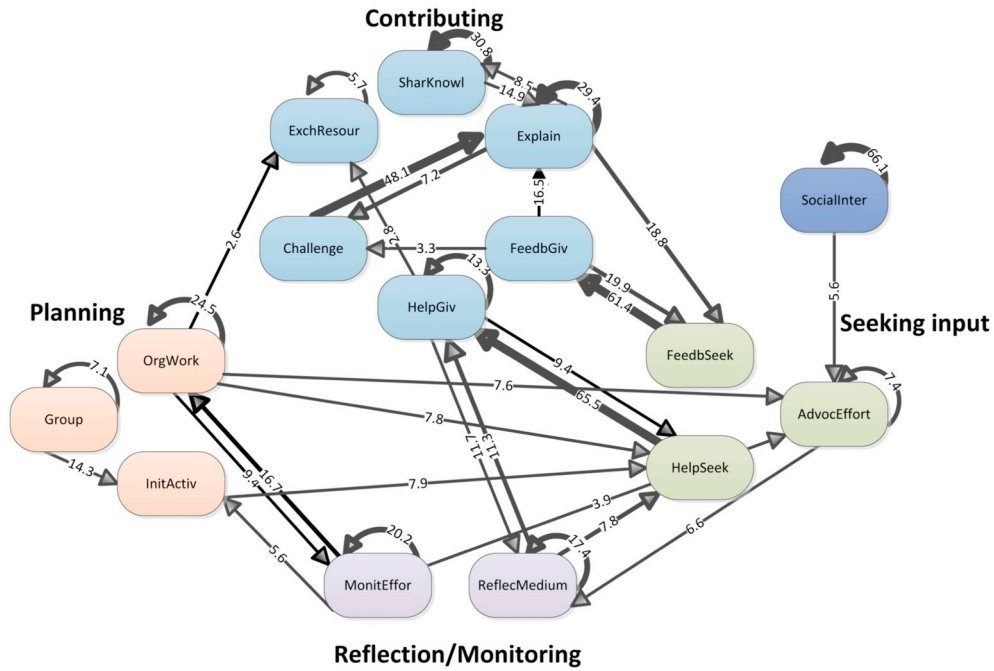 Contributing
30.8
SharKnowl
8.5
14.9
5.7
29.4
ExchResour
Explain
66.1
48.1
7.2
16.5
SocialInter
2.6
2.8
18.8
Challenge
3.3
FeedbGiv
13.3
19.9
61.4
5.6
HelpGiv
Planning
24.5
Seeking input
OrgWork
FeedbSeek
7.1
9.4
7.6
7.4
Group
65.5
AdvocEffort
7.8
14.3
11.7
11.3
HelpSeek
InitActiv
9.4
16.7
7.9
3.9
7.8
6.6
5.6
20.2
17.4
MonitEffor
ReflecMedium
Reflection/Monitoring